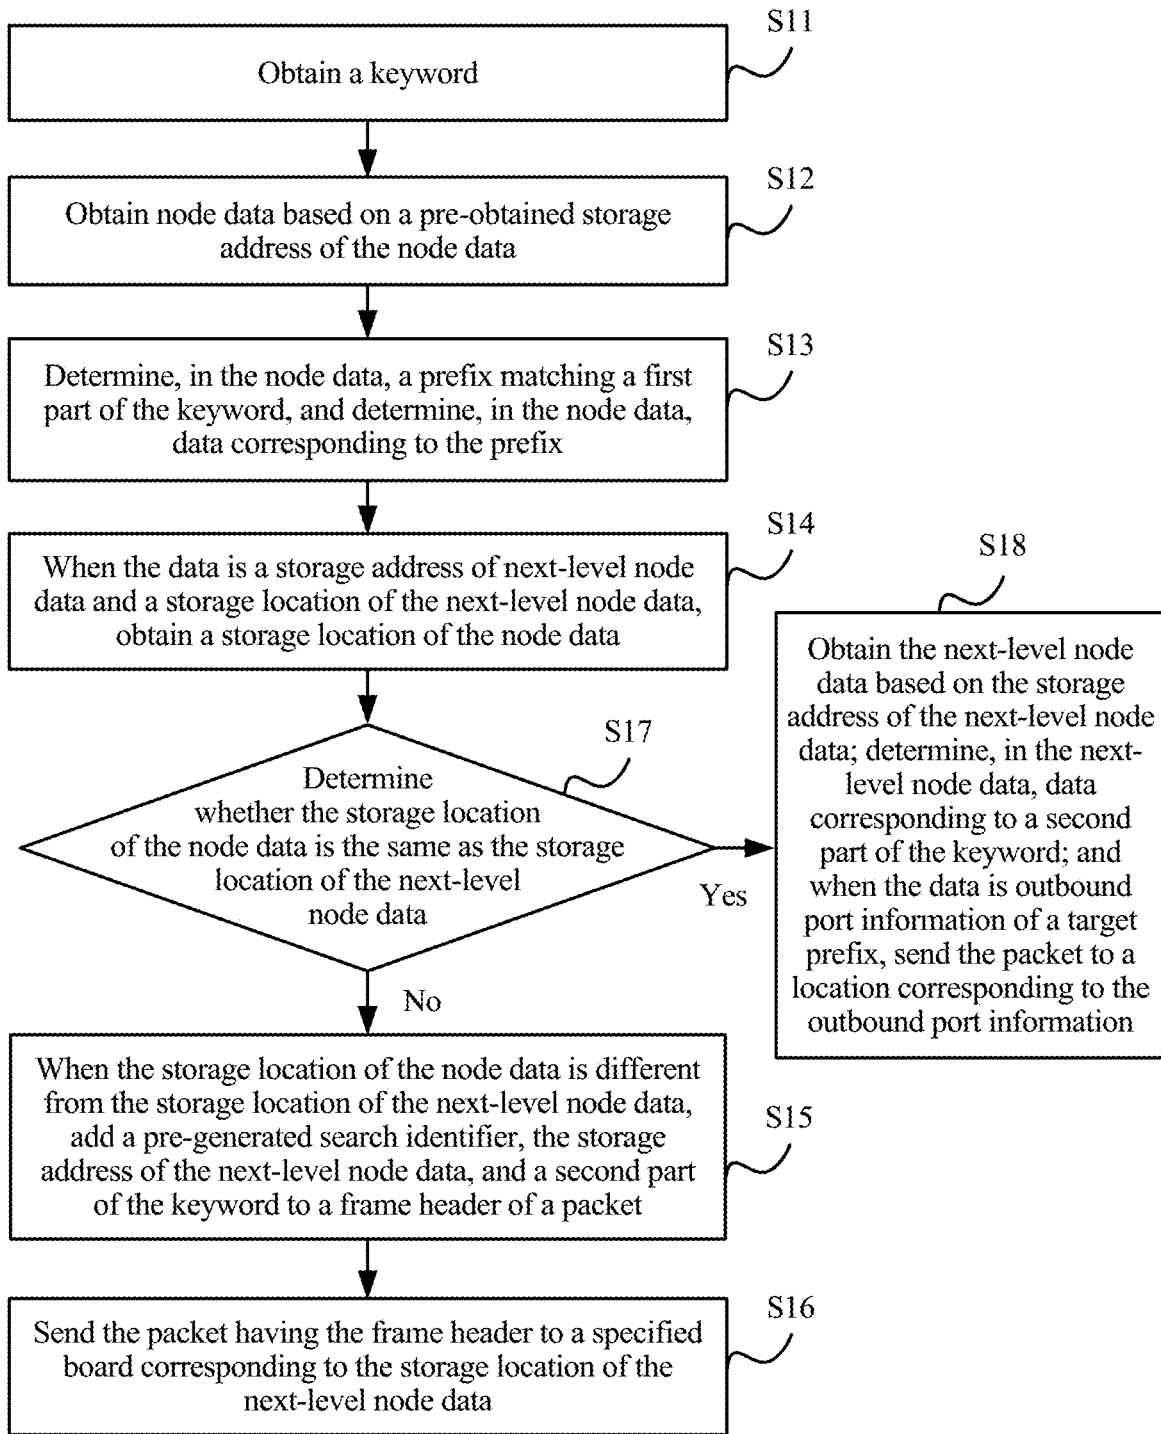 S11
Obtain a keyword
S12
Obtain node data based on a pre-obtained storage
address of the node data
S13
Determine, in the node data, a prefix matching a first
part of the keyword, and determine, in the node data,
data corresponding to the prefix
S14
When the data is a storage address of next-level node
data and a storage location of the next-level node data,
obtain a storage location of the node data
S17
Determine
whether the storage location
of the node data is the same as the storage
location of the next-level
node data
Yes
S18
Obtain the next-level node
data based on the storage
address of the next-level node
data; determine, in the next-
level node data, data
corresponding to a second
part of the keyword; and
when the data is outbound
port information of a target
prefix, send the packet to a
location corresponding to the
outbound port information
No
S15
When the storage location of the node data is different
from the storage location of the next-level node data,
add a pre-generated search identifier, the storage
address of the next-level node data, and a second part
of the keyword to a frame header of a packet
S16
Send the packet having the frame header to a specified
board corresponding to the storage location of the
next-level node data